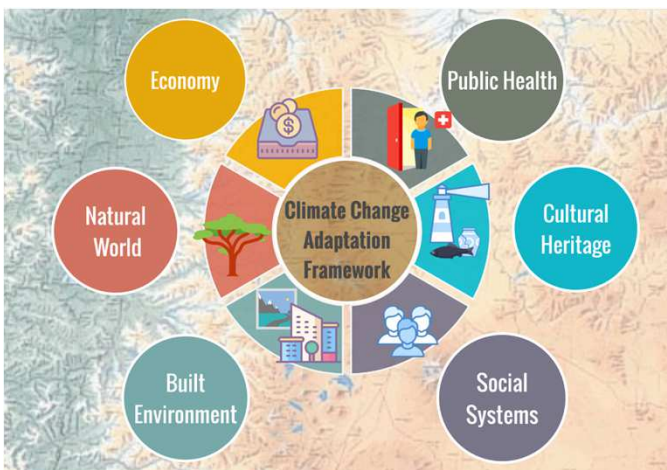 Economy
Public Health
Natural
World
Climate Change
Adaptation
Framework
Cultural
Heritage
Built
Environment
Social
Systems
$